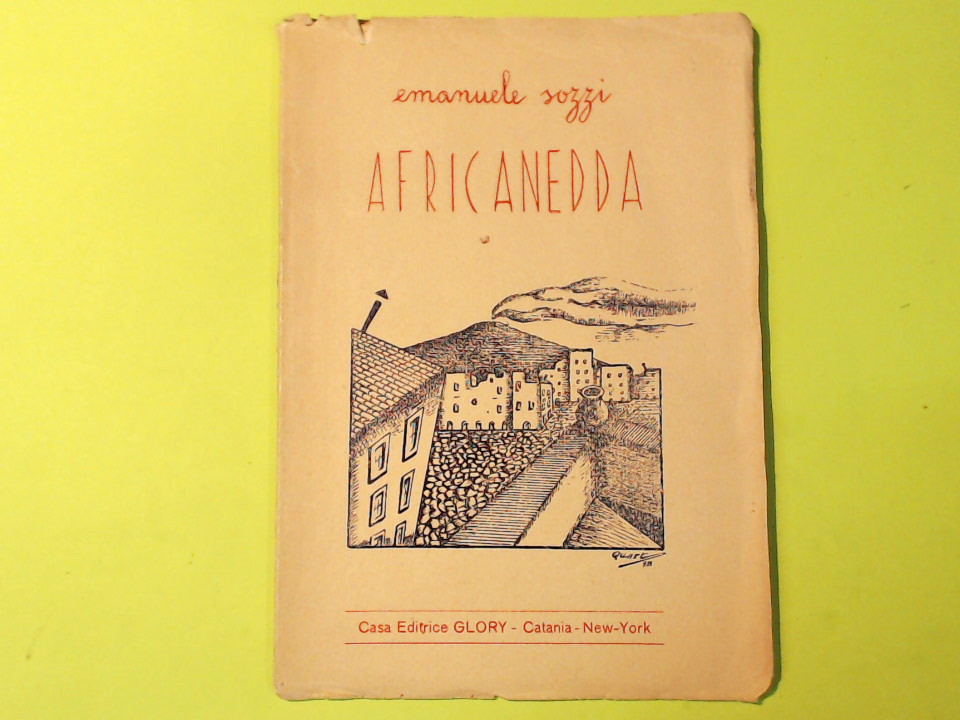 emanuele sozzi
AFRICANEDDA
Casa Editrice GLORY - Catania - New-York